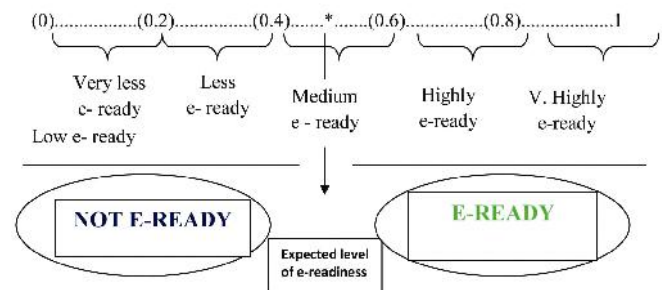 (0)..................(0.2)..................(0.4)......*......(0.6)..................(0.8)..................1
Very less
e- ready
Low e- ready
Less
e- ready
Medium
e - ready
Highly
e-ready
V. Highly
e-ready
NOT E-READY
E-READY
Expected level
of e-readiness